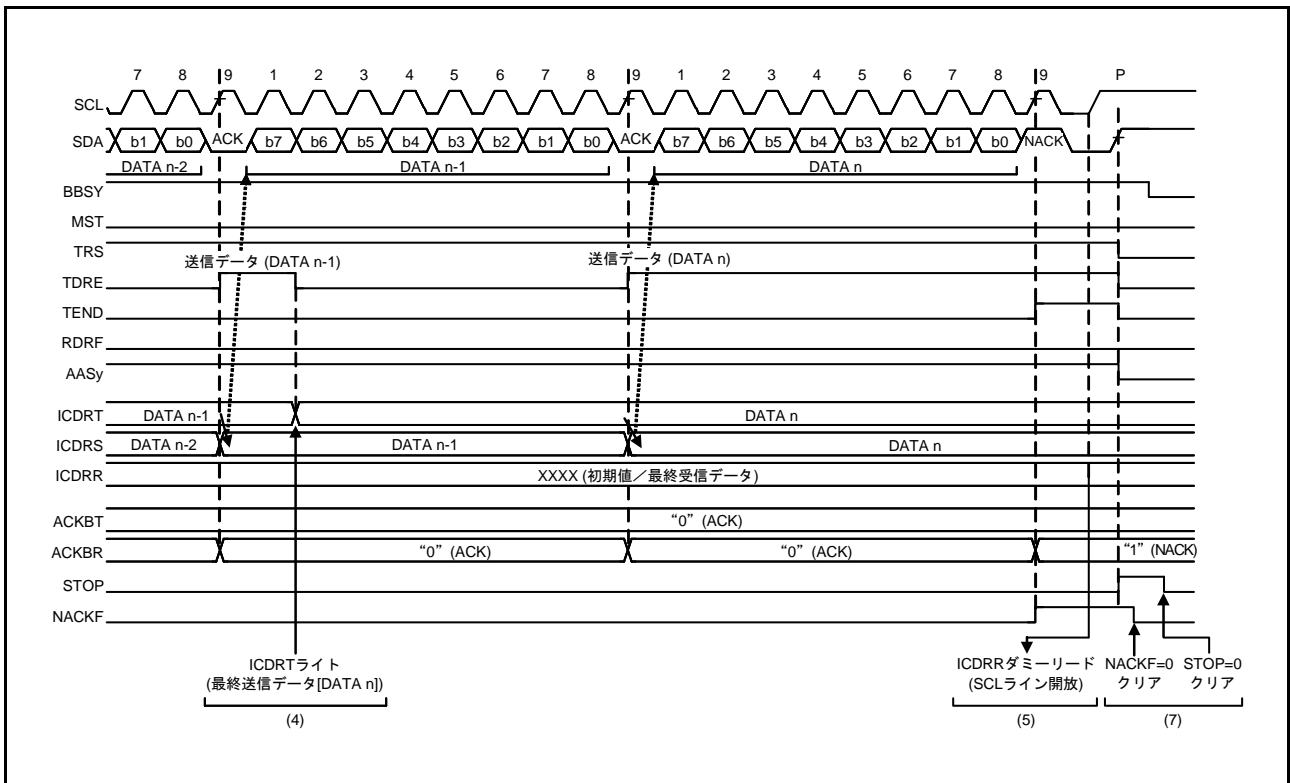 7 8 9 1 2 3 4 5 6 7 8 9 1 2 3 4 5 6 7 8 9 P
SCL
SDA b1 b0 ACK b7 b6 b5 b4 b3 b2 b1 b0 ACK b7 b6 b5 b4 b3 b2 b1 b0 NACK
DATA n-2 DATA n-1 DATA n
BBSY
MST
TRS
送信データ (DATA n-1) 送信データ (DATA n)
TDRE
TEND
RDRF
AASy
ICDRT DATA n-1 DATA n
ICDRS DATA n-2 DATA n-1 DATA n
ICDRR XXXX (初期値／最終受信データ)
ACKBT “0” (ACK)
ACKBR “0” (ACK) “0” (ACK) “1” (NACK)
STOP
NACKF
ICDRTライト
(最終送信データ[DATA n])
(4)
ICDRRダミーリード
(SCLライン開放)
(5)
NACKF=0
クリア
STOP=0
クリア
(7)